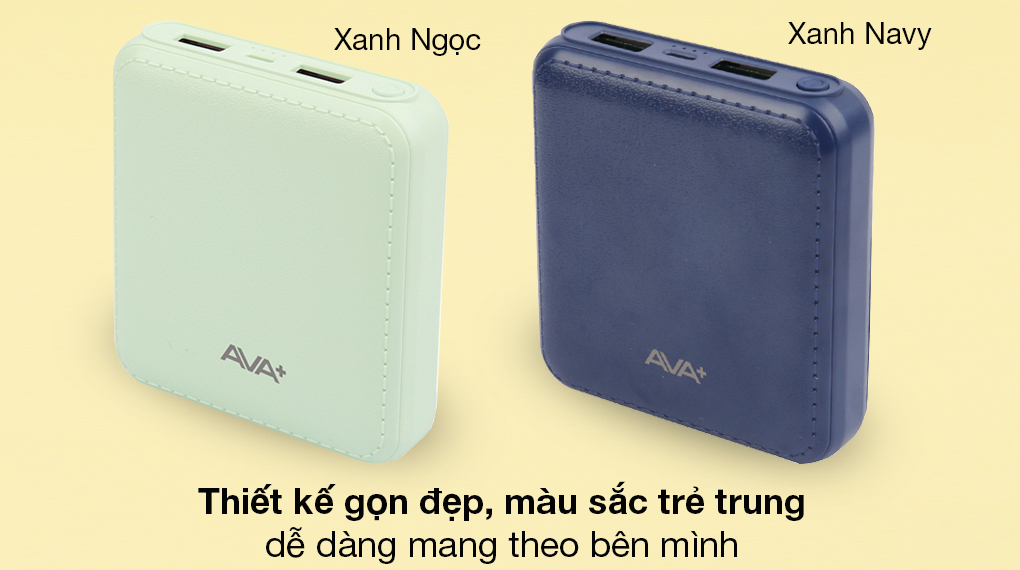 Xanh Ngọc
Xanh Navy
AVA+
AVA+
Thiết kế gọn đẹp, màu sắc trẻ trung
dễ dàng mang theo bên mình